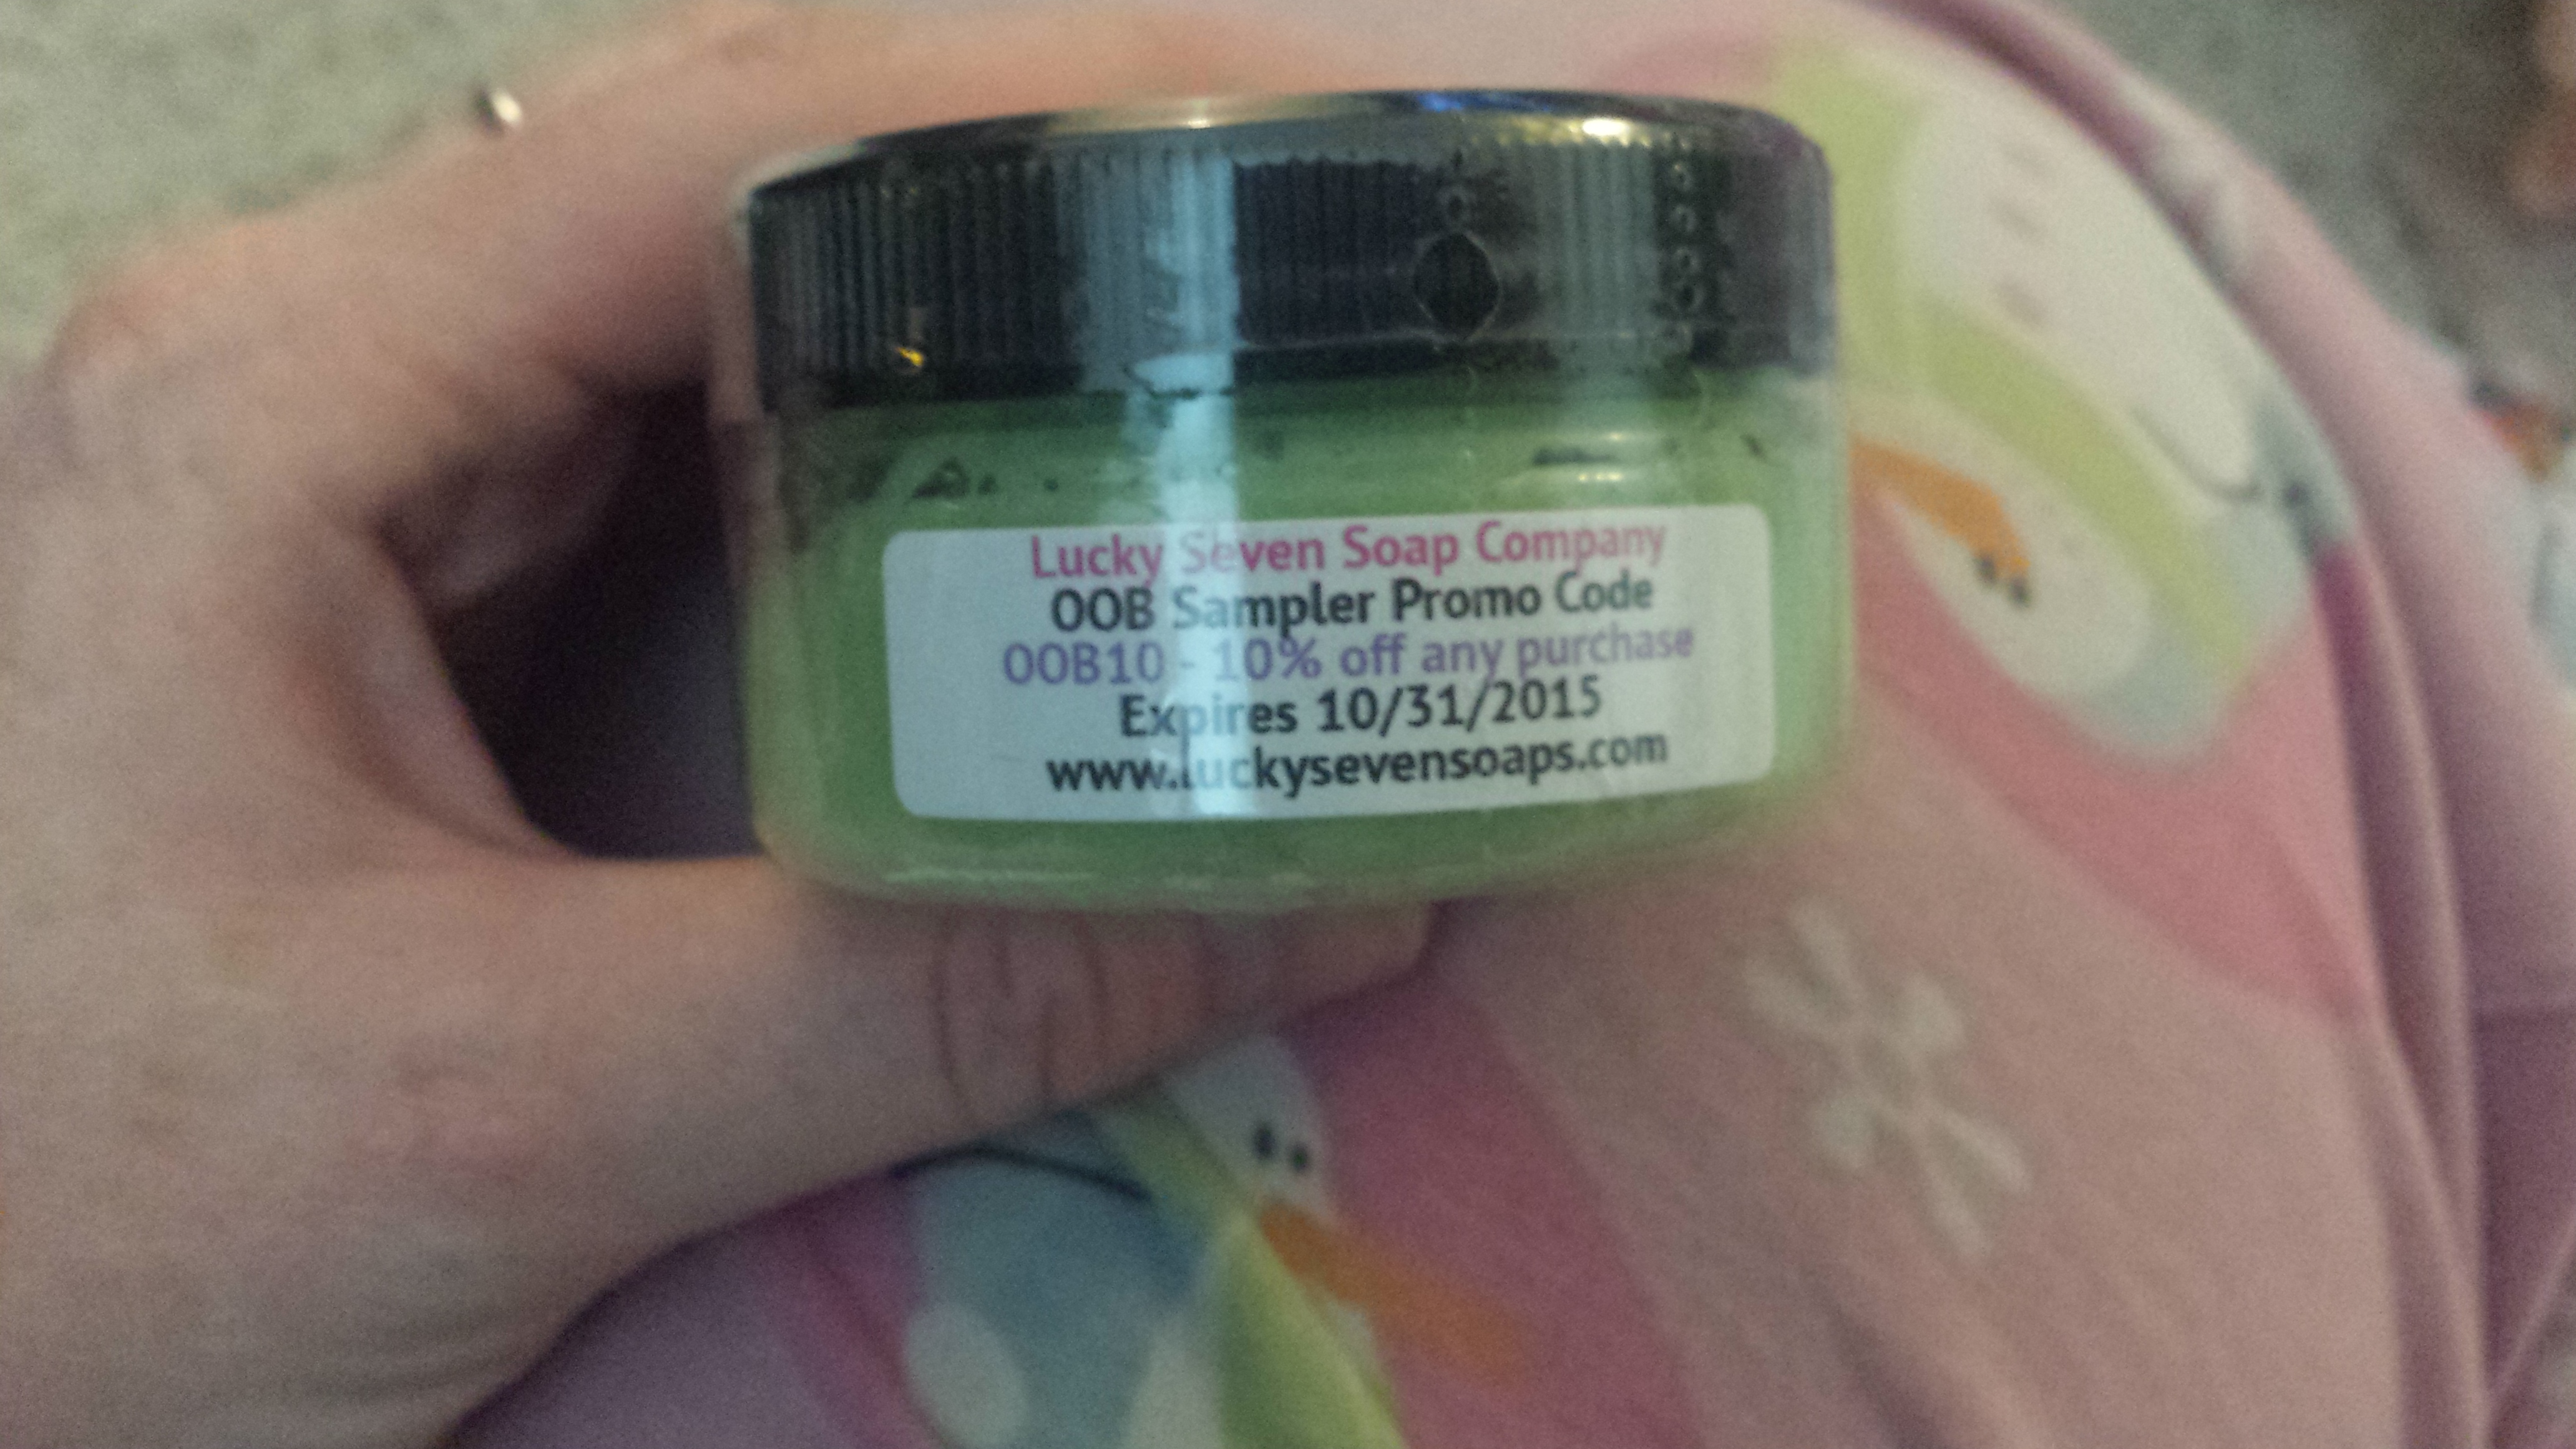 Lucky Seven Soap Company
OOB Sampler Promo Code
OOB10 - 10% off any purchase
Expires 10/31/2015
www.luckysevensoaps.com